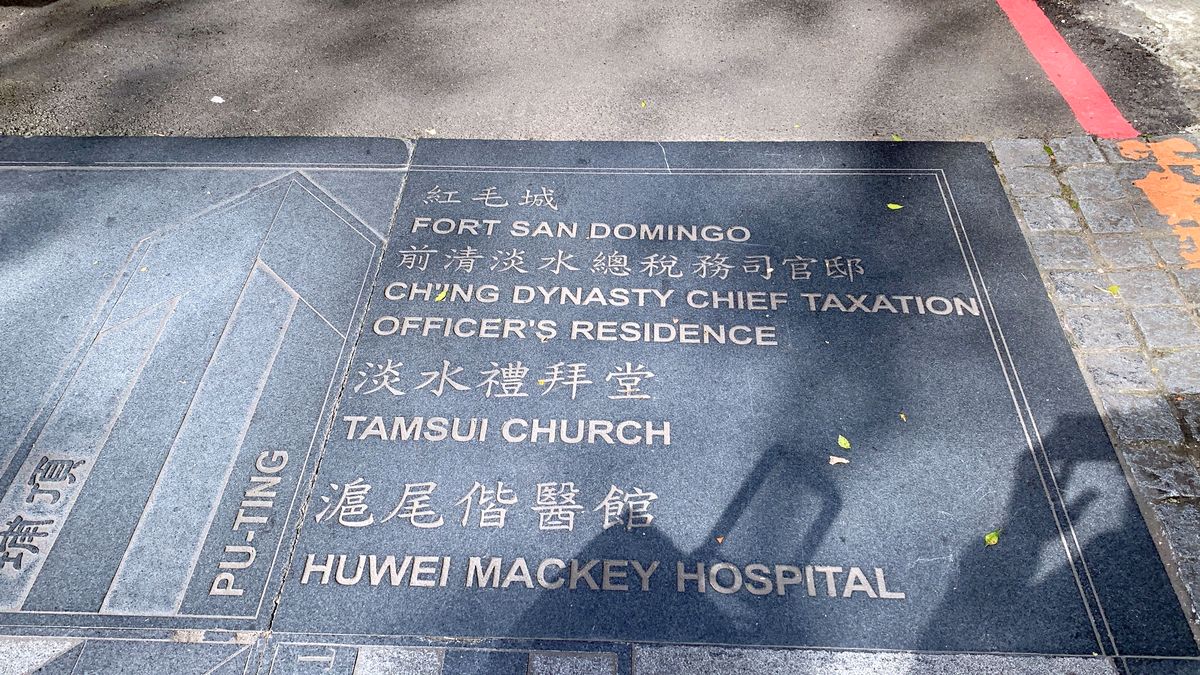 紅毛城
FORT SAN DOMINGO
前清淡水總稅務司官邸
CH'ING DYNASTY CHIEF TAXATION
OFFICER'S RESIDENCE
淡水禮拜堂
TAMSUI CHURCH
滬尾偕醫館
HUWEI MACKEY HOSPITAL
埔頂
PU-TING